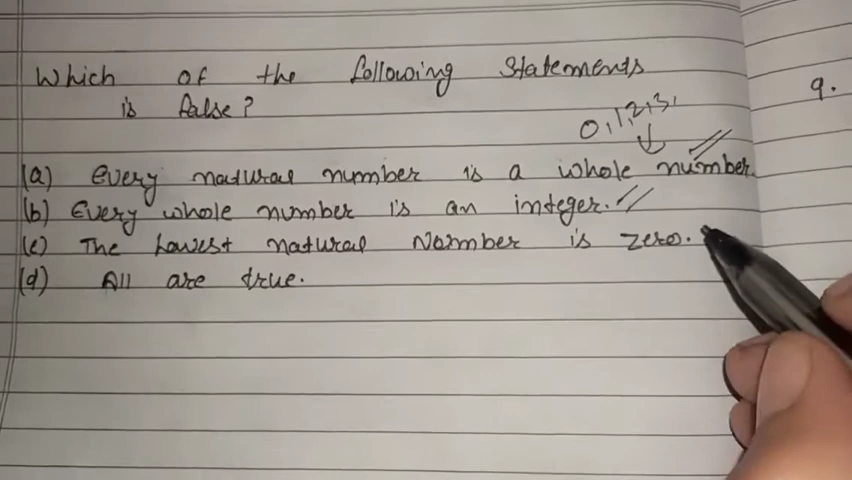 Which of the following statements
is false?
9.
0,1,2,3,
(a) Every natural number is a whole number.
(b) Every whole number is an integer.
(c) The Lowest natural Nomber is zero.
(d) All are true.